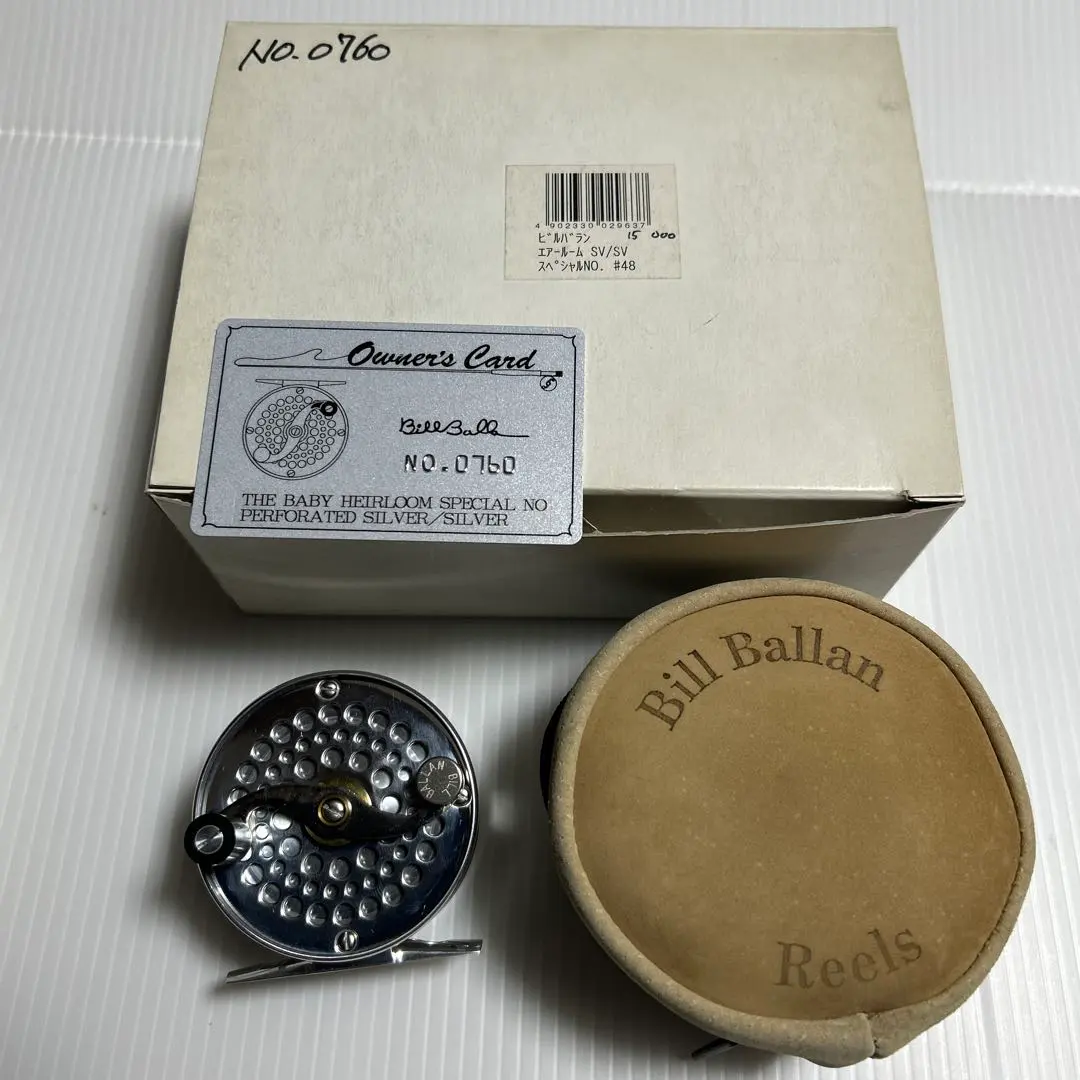 NO. 0760
4 902330 029637
ビルバラン 15 000
エアールーム SV/SV
スペシャルNO. #48
Owner's Card
Bill Ballan
NO.0760
THE BABY HEIRLOOM SPECIAL NO
PERFORATED SILVER/SILVER
BALLAN BILL
Bill Ballan
Reels